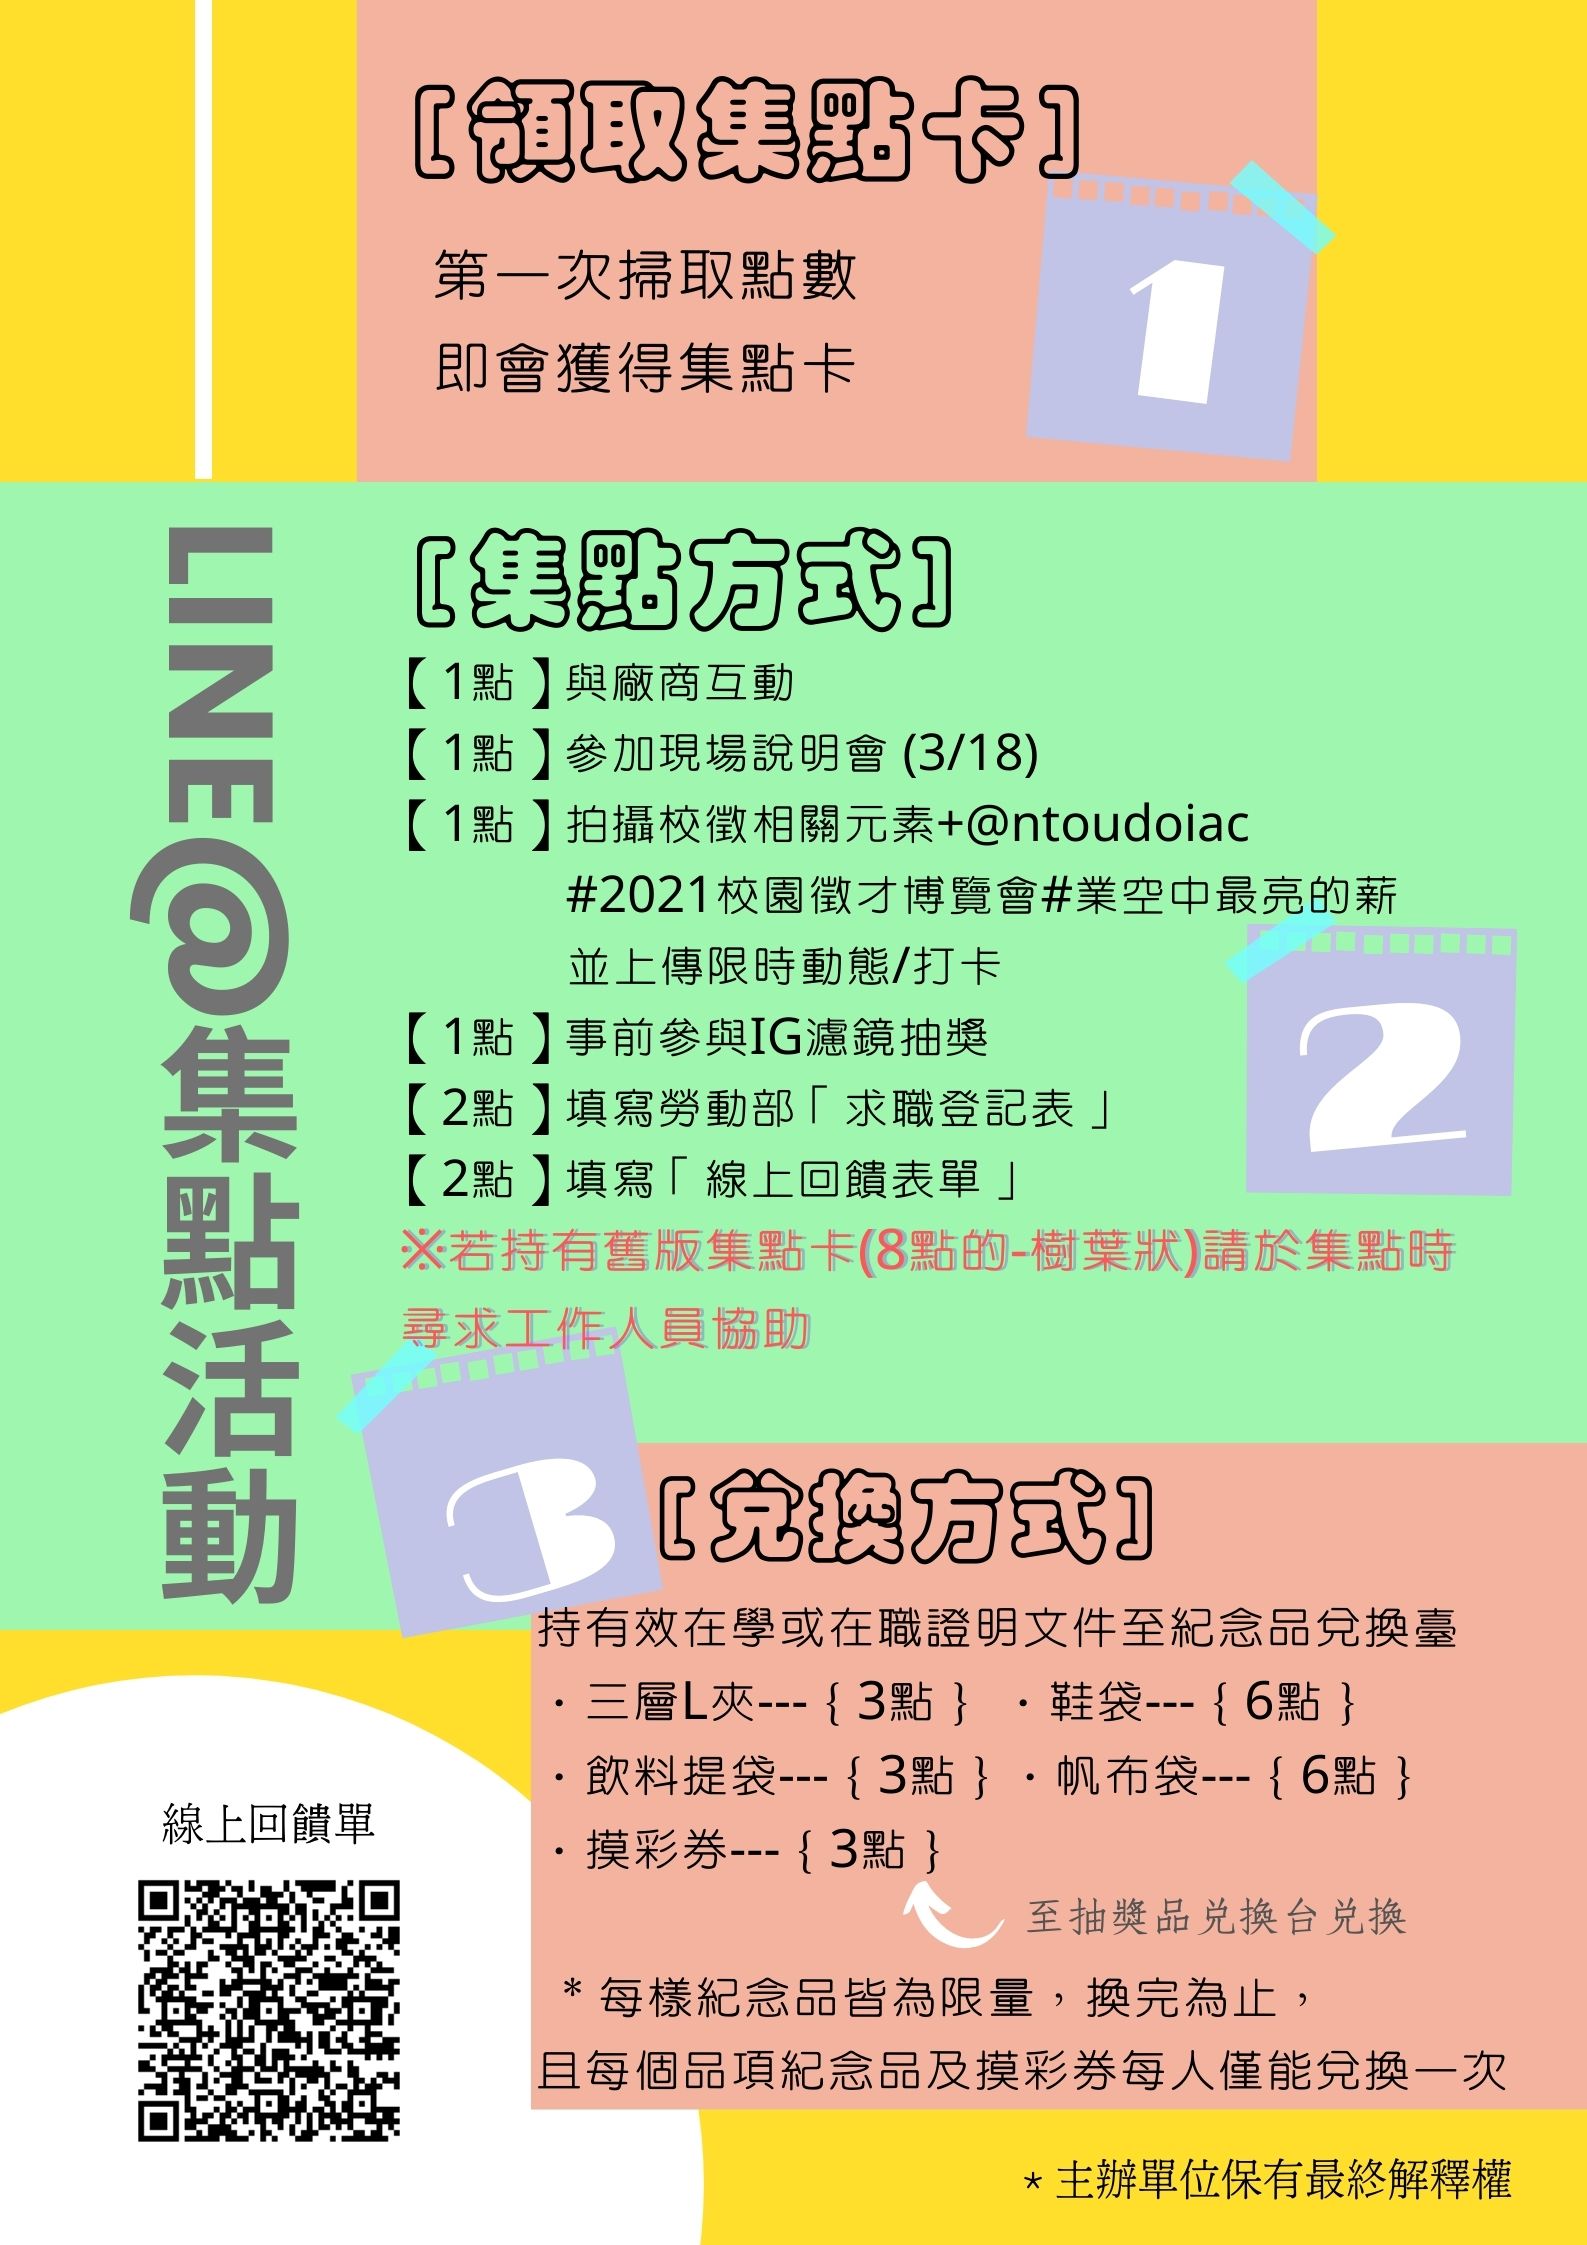 [領取集點卡]
第一次掃取點數
即會獲得集點卡
1
LINE@集點活動
[集點方式]
【1點】與廠商互動
【1點】參加現場說明會 (3/18)
【1點】拍攝校徵相關元素+@ntoudoiac
#2021校園徵才博覽會#業空中最亮的薪
並上傳限時動態/打卡
【1點】事前參與IG濾鏡抽獎
【2點】填寫勞動部「求職登記表」
【2點】填寫「線上回饋表單」
※若持有舊版集點卡(8點的-樹葉狀)請於集點時
尋求工作人員協助
2
3
[兌換方式]
持有效在學或在職證明文件至紀念品兌換臺
・三層L夾---{ 3點 } ・鞋袋---{ 6點 }
・飲料提袋---{ 3點 } ・帆布袋---{ 6點 }
・摸彩券---{ 3點 }
至抽獎品兌換台兌換
* 每樣紀念品皆為限量，換完為止，
且每個品項紀念品及摸彩券每人僅能兌換一次
線上回饋單
* 主辦單位保有最終解釋權